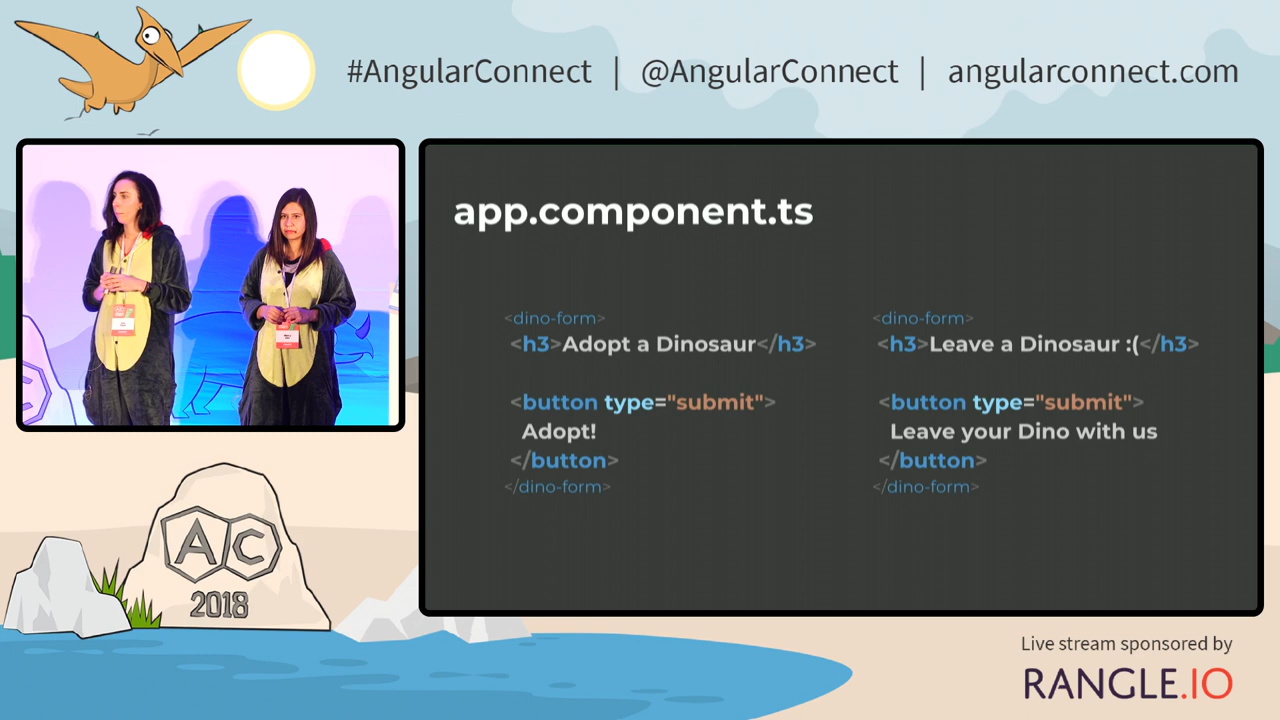 #AngularConnect | @AngularConnect | angularconnect.com
app.component.ts
<dino-form>
<h3>Adopt a Dinosaur</h3>
<button type="submit">
Adopt!
</button>
</dino-form>
<dino-form>
<h3>Leave a Dinosaur :(</h3>
<button type="submit">
Leave your Dino with us
</button>
</dino-form>
AC
2018
Live stream sponsored by
RANGLE.IO